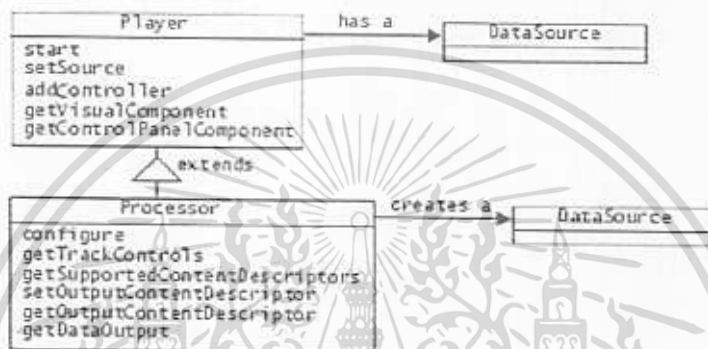 Player
has a
DataSource
start
setSource
addController
getVisualComponent
getControlPanelComponent
extends
Processor
creates a
DataSource
configure
getTrackControls
getSupportedContentDescriptors
setOutputContentDescriptor
getOutputContentDescriptor
getDataOutput